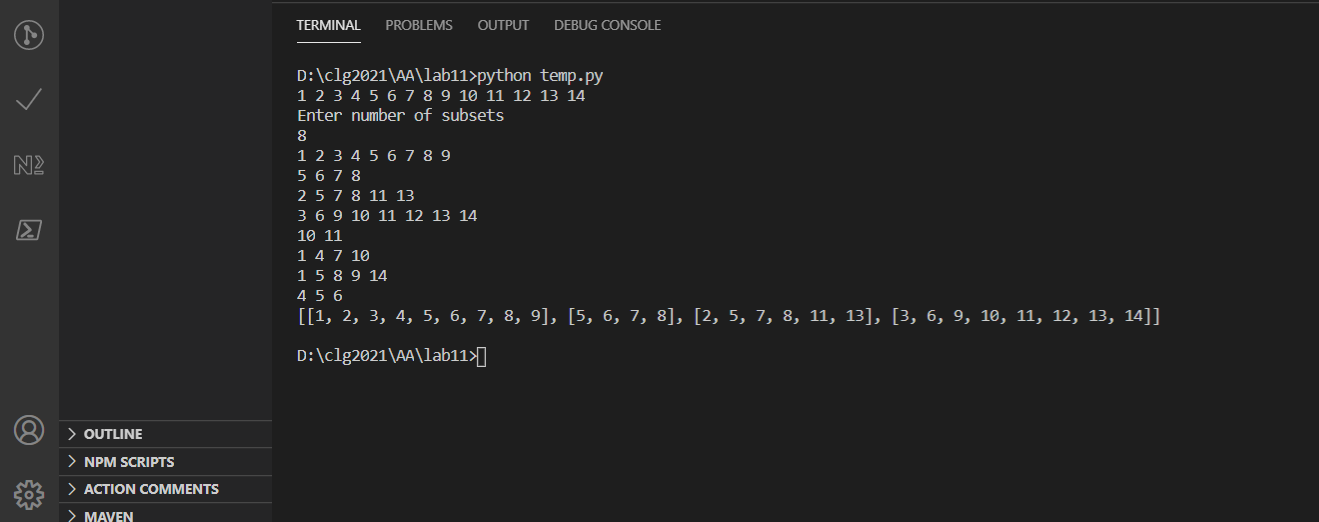 TERMINAL PROBLEMS OUTPUT DEBUG CONSOLE
D:\clg2021\AA\lab11>python temp.py
1 2 3 4 5 6 7 8 9 10 11 12 13 14
Enter number of subsets
8
1 2 3 4 5 6 7 8 9
5 6 7 8
2 5 7 8 11 13
3 6 9 10 11 12 13 14
10 11
1 4 7 10
1 5 8 9 14
4 5 6
[[1, 2, 3, 4, 5, 6, 7, 8, 9], [5, 6, 7, 8], [2, 5, 7, 8, 11, 13], [3, 6, 9, 10, 11, 12, 13, 14]]
D:\clg2021\AA\lab11>
OUTLINE
NPM SCRIPTS
ACTION COMMENTS
MAVEN